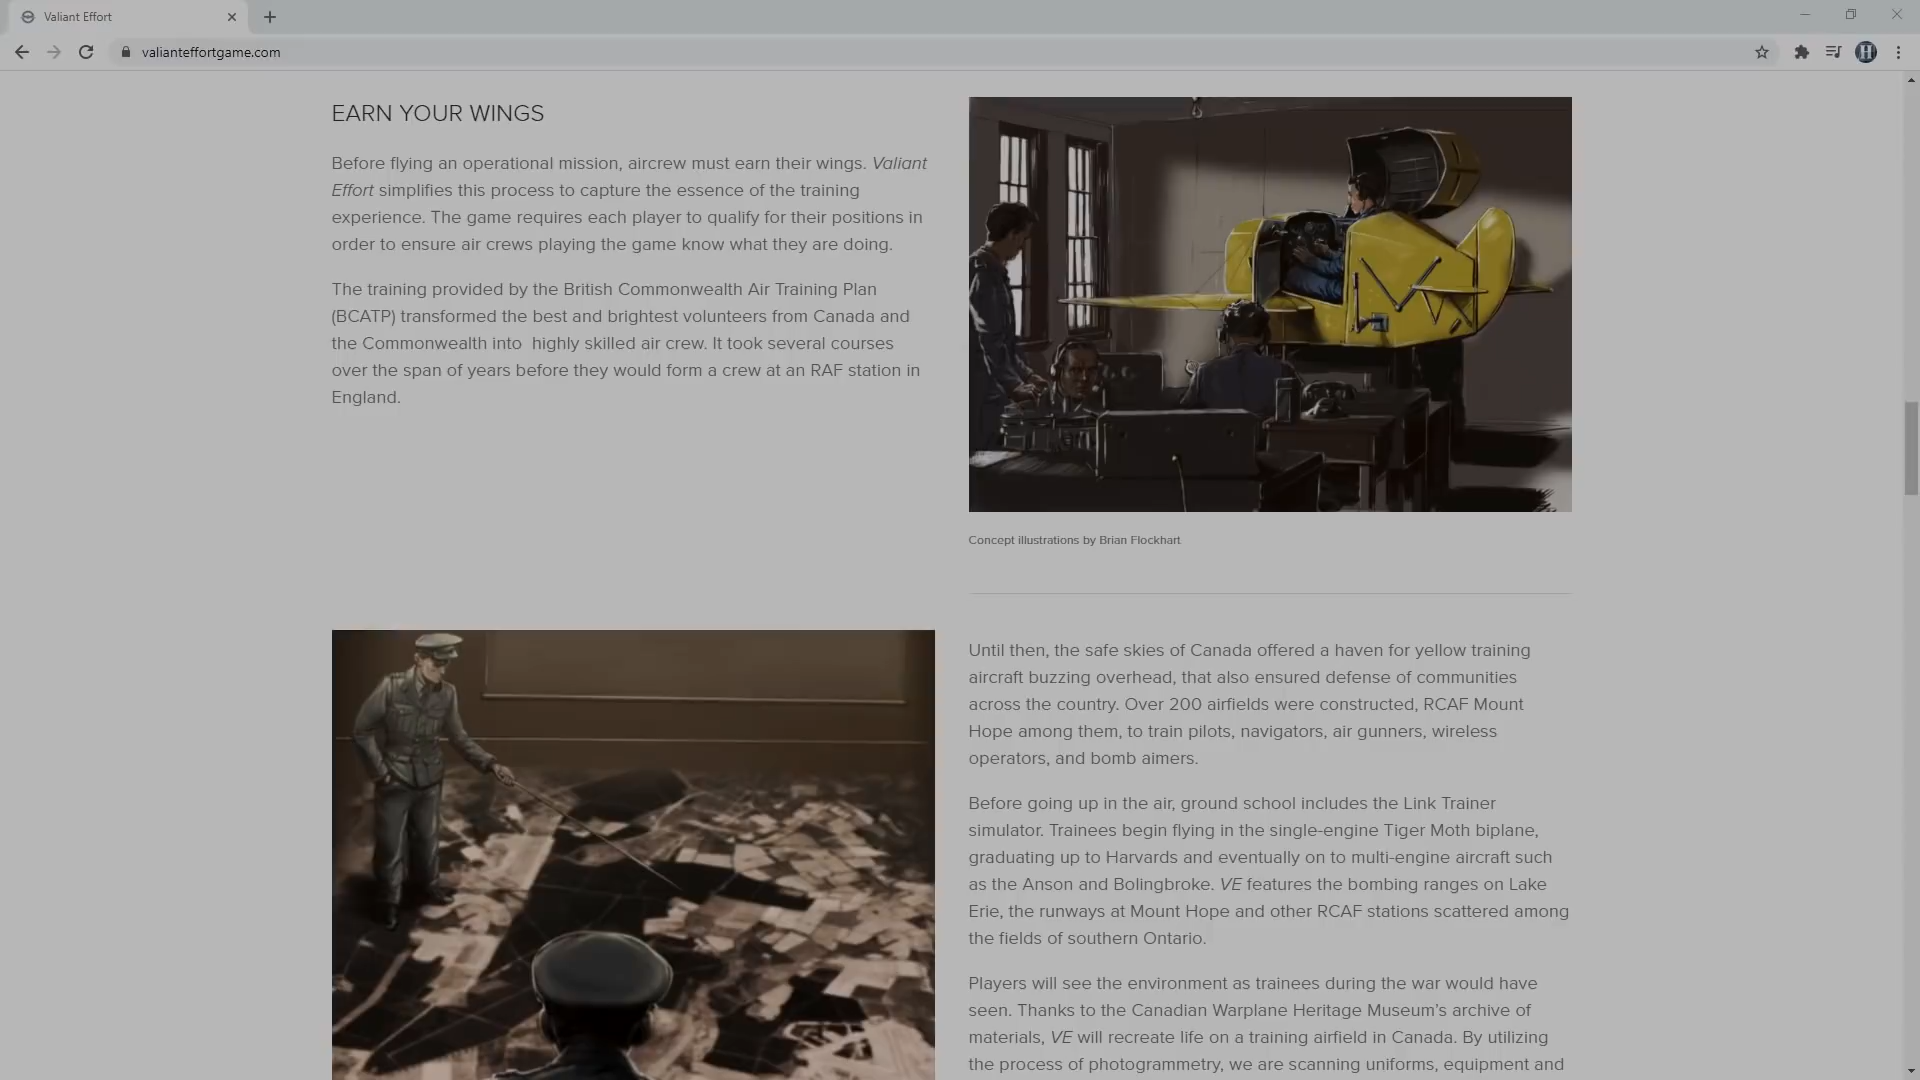 Valiant Effort
valianteffortgame.com
EARN YOUR WINGS
Before flying an operational mission, aircrew must earn their wings. Valiant
Effort simplifies this process to capture the essence of the training
experience. The game requires each player to qualify for their positions in
order to ensure air crews playing the game know what they are doing.
The training provided by the British Commonwealth Air Training Plan
(BCATP) transformed the best and brightest volunteers from Canada and
the Commonwealth into  highly skilled air crew. It took several courses
over the span of years before they would form a crew at an RAF station in
England.
Concept illustrations by Brian Flockhart
Until then, the safe skies of Canada offered a haven for yellow training
aircraft buzzing overhead, that also ensured defense of communities
across the country. Over 200 airfields were constructed, RCAF Mount
Hope among them, to train pilots, navigators, air gunners, wireless
operators, and bomb aimers.
Before going up in the air, ground school includes the Link Trainer
simulator. Trainees begin flying in the single-engine Tiger Moth biplane,
graduating up to Harvards and eventually on to multi-engine aircraft such
as the Anson and Bolingbroke. VE features the bombing ranges on Lake
Erie, the runways at Mount Hope and other RCAF stations scattered among
the fields of southern Ontario.
Players will see the environment as trainees during the war would have
seen. Thanks to the Canadian Warplane Heritage Museum’s archive of
materials, VE will recreate life on a training airfield in Canada. By utilizing
the process of photogrammetry, we are scanning uniforms, equipment and